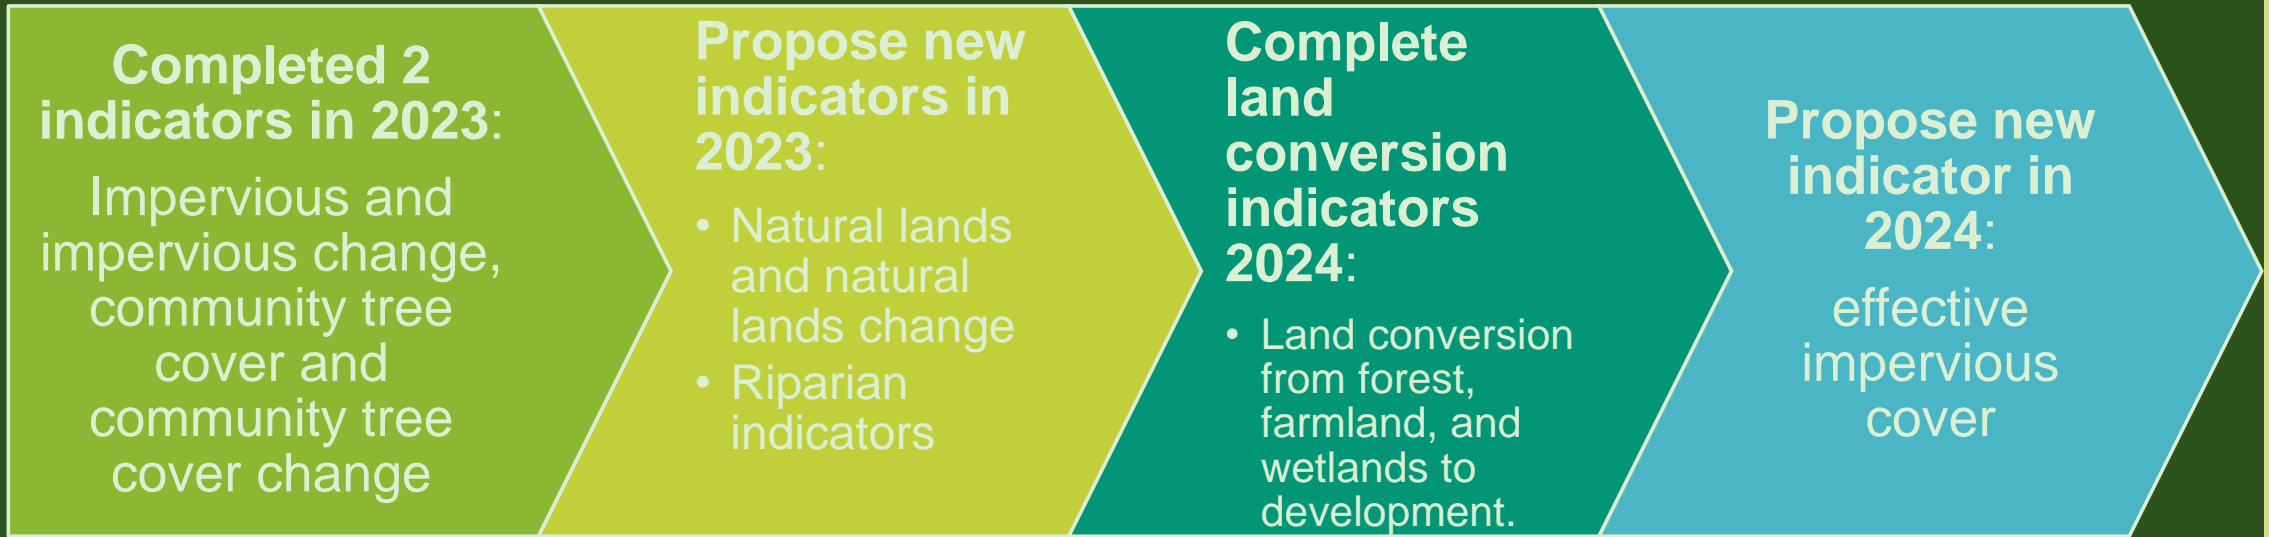 Completed 2
indicators in 2023:
Impervious and
impervious change,
community tree
cover and
community tree
cover change
Propose new
indicators in
2023:
• Natural lands
and natural
lands change
• Riparian
indicators
Complete
land
conversion
indicators
2024:
• Land conversion
from forest,
farmland, and
wetlands to
development.
Propose new
indicator in
2024:
effective
impervious
cover